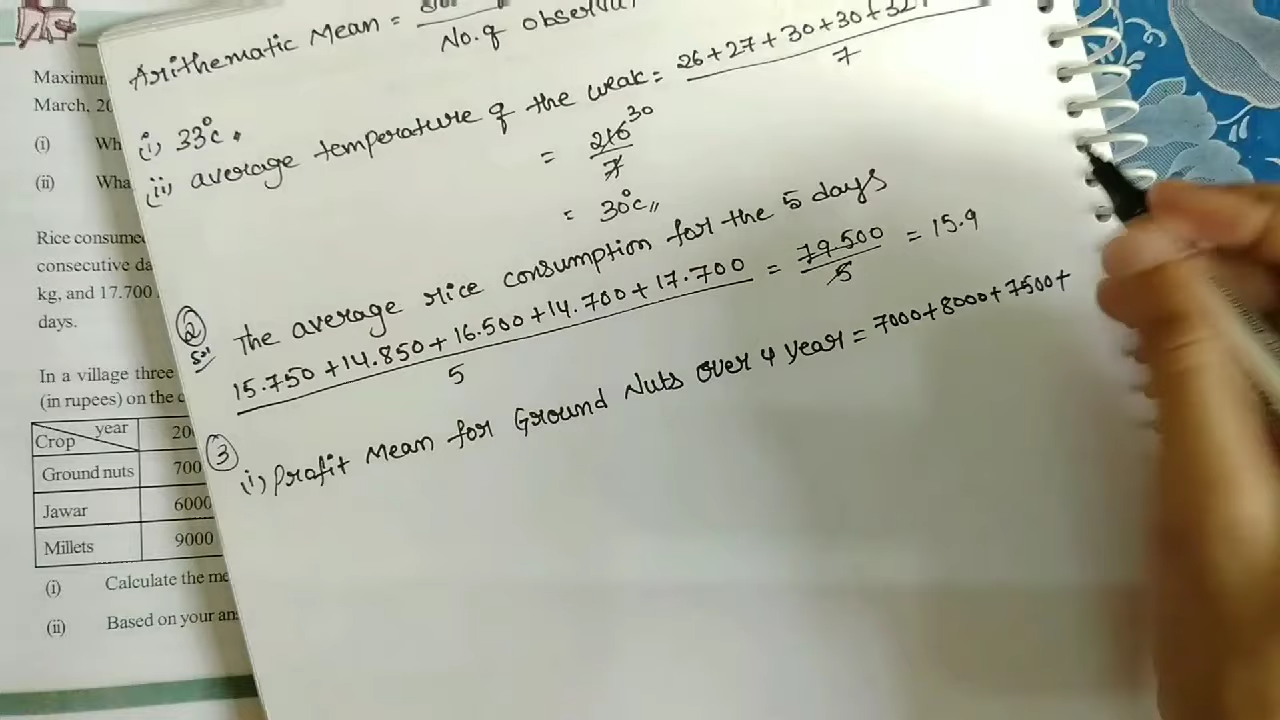 Arithematic Mean =
No. of observa
(i) 33°c.
(ii) average temperature of the weak = 26+27+30+30+32
7
= 216 30
7
= 30°c,,
② The average rice consumption for the 5 days
Sol
15.750+14.850+16.500+14.700+17.700 = 79.500 = 15.9
5 5
③
(i) Profit Mean for Ground Nuts over 4 year = 7000+8000+7500+
Maximum
March, 20
(i) Wh
(ii) Wha
Rice consume
consecutive da
kg, and 17.700
days.
In a village three
(in rupees) on the c
year 20
Crop
Ground nuts 700
Jawar 6000
Millets 9000
(i) Calculate the me
(ii) Based on your an